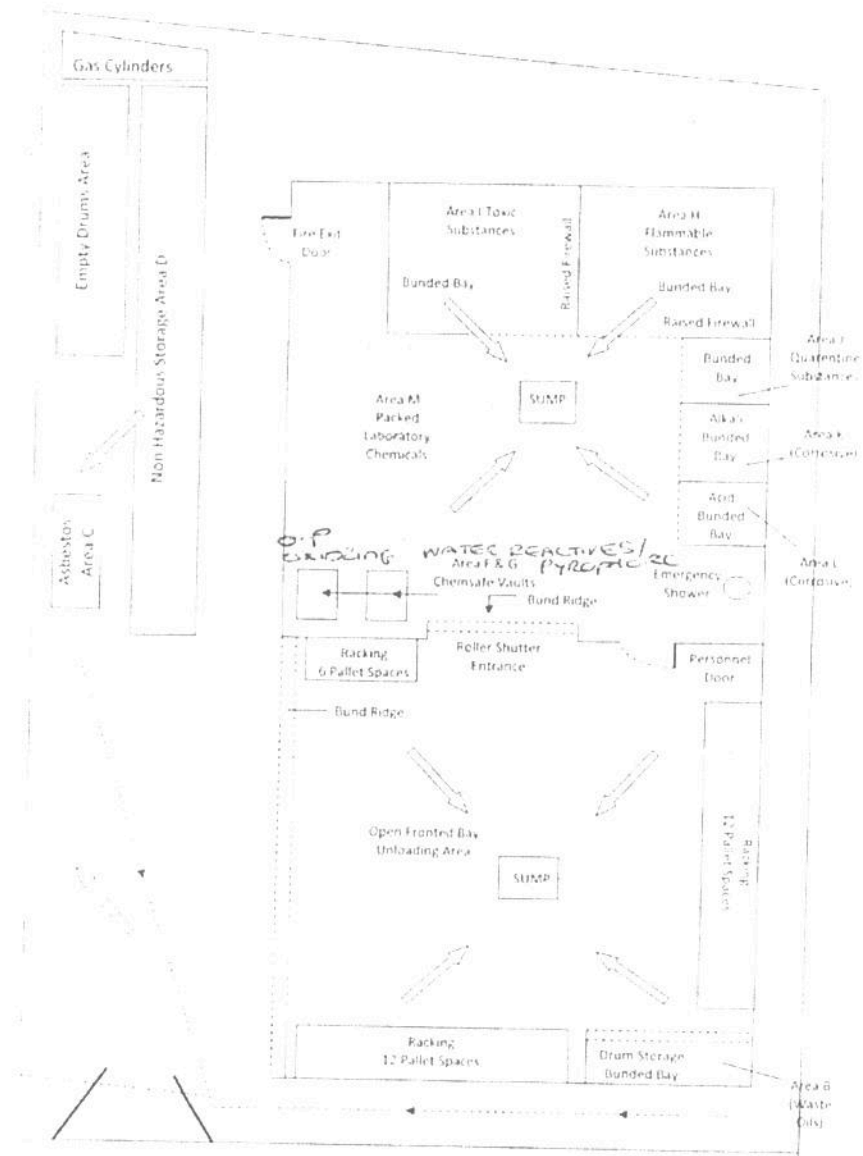 Gas Cylinders
Empty Drums Area
Non Hazardous Storage Area D
Asbestos
Area C
Fire Exit
Door
Area I Toxic
Substances
Bunded Bay
Raised Firewall
Area H
Flammable
Substances
Bunded Bay
Raised Firewall
Area J
Quarentine
Substances
Bunded
Bay
SUMP
Area M
Packed
Laboratory
Chemicals
Alkali
Bunded
Bay
Area K
(Corrosive)
Acid
Bunded
Bay
Area L
(Corrosive)
O.P
OXIDISING
WATER REACTIVES/
PYROPHORIC
Area F & G
Chemsafe Vaults
Bund Ridge
Emergency
Shower
Racking
6 Pallet Spaces
Roller Shutter
Entrance
Personnel
Door
Bund Ridge
Open Fronted Bay
Unloading Area
SUMP
Racking
12 Pallet Spaces
Racking
12 Pallet Spaces
Drum Storage
Bunded Bay
Area B
(Waste
Oils)